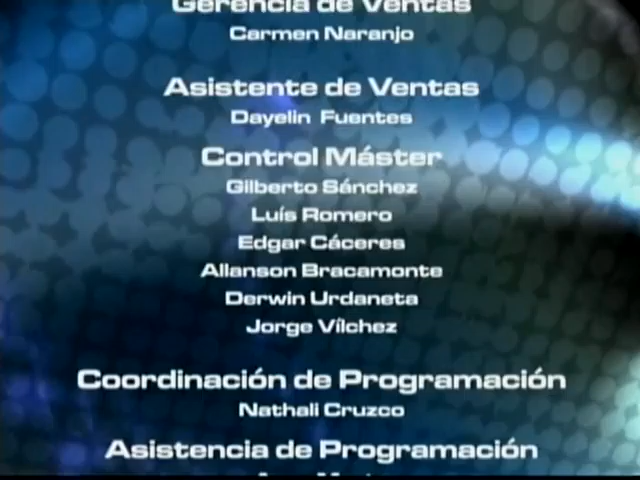 Gerencia de Ventas
Carmen Naranjo
Asistente de Ventas
Dayelin Fuentes
Control Máster
Gilberto Sánchez
Luís Romero
Edgar Cáceres
Allanson Bracamonte
Derwin Urdaneta
Jorge Vílchez
Coordinación de Programación
Nathali Cruzco
Asistencia de Programación